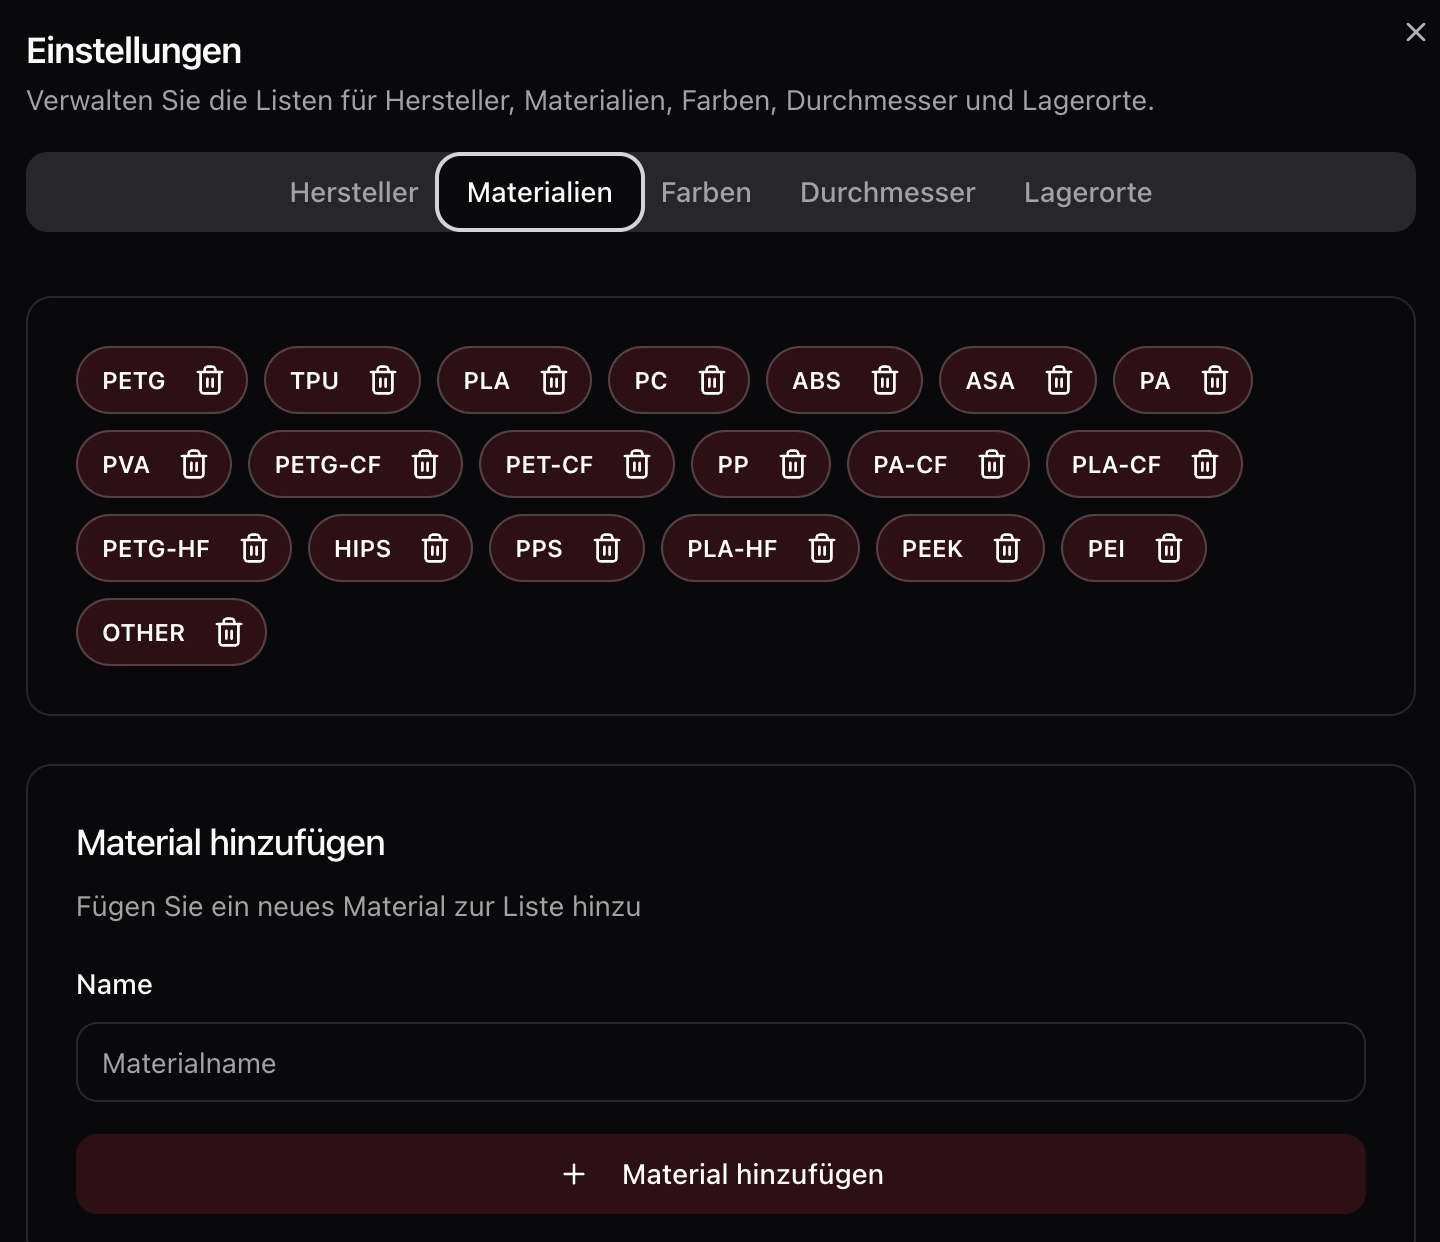 Einstellungen
Verwalten Sie die Listen für Hersteller, Materialien, Farben, Durchmesser und Lagerorte.
Hersteller Materialien Farben Durchmesser Lagerorte
PETG TPU PLA PC ABS ASA PA
PVA PETG-CF PET-CF PP PA-CF PLA-CF
PETG-HF HIPS PPS PLA-HF PEEK PEI
OTHER
Material hinzufügen
Fügen Sie ein neues Material zur Liste hinzu
Name
Materialname
+ Material hinzufügen